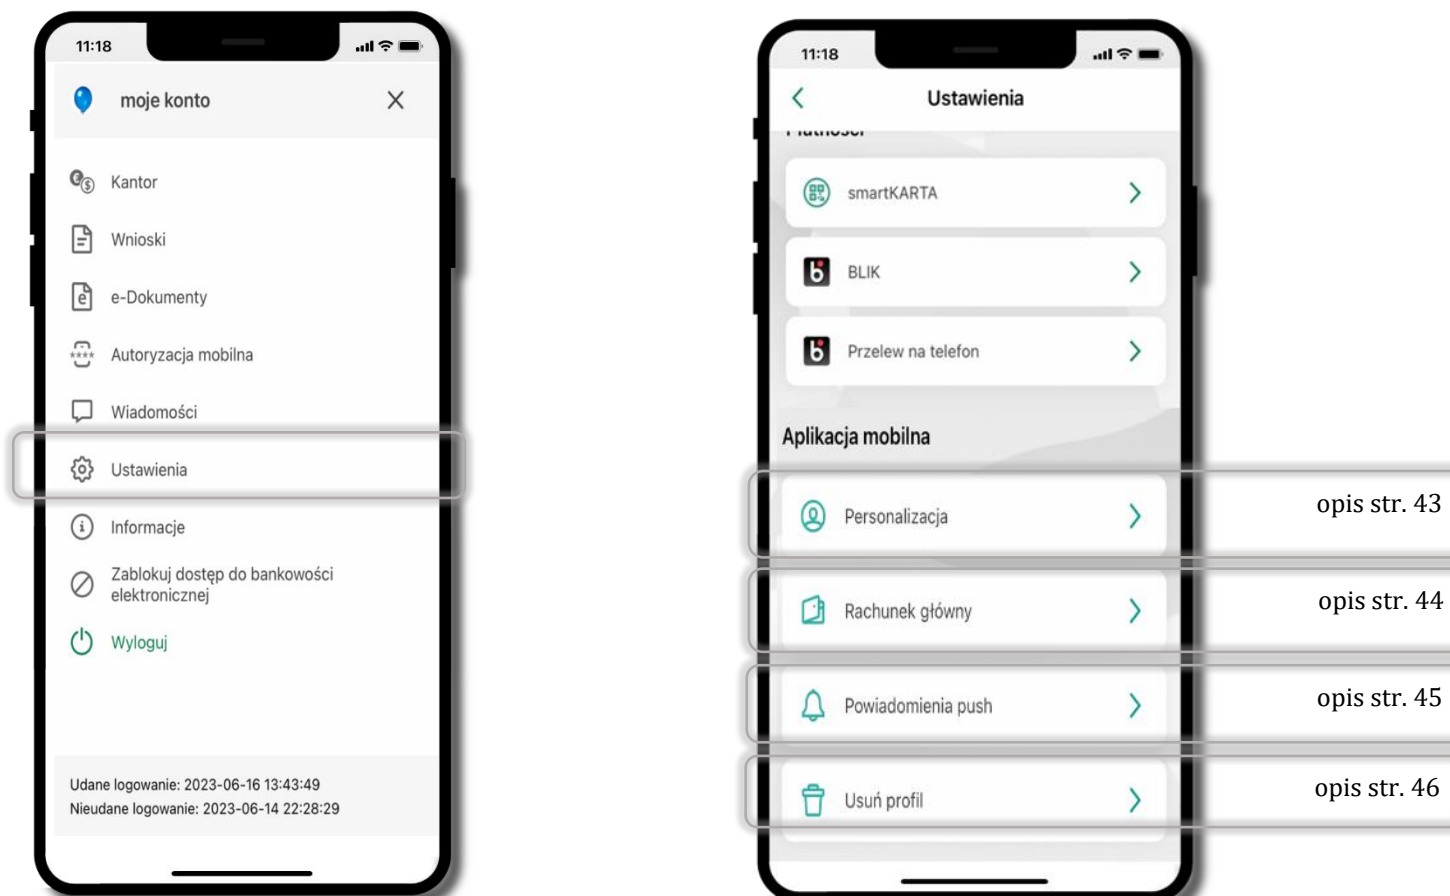 11:18
moje konto
Kantor
Wnioski
e-Dokumenty
Autoryzacja mobilna
Wiadomości
Ustawienia
Informacje
Zablokuj dostęp do bankowości
elektronicznej
Wyloguj
Udane logowanie: 2023-06-16 13:43:49
Nieudane logowanie: 2023-06-14 22:28:29
11:18
Ustawienia
Płatności
smartKARTA
BLIK
Przelew na telefon
Aplikacja mobilna
Personalizacja
opis str. 43
Rachunek główny
opis str. 44
Powiadomienia push
opis str. 45
Usuń profil
opis str. 46